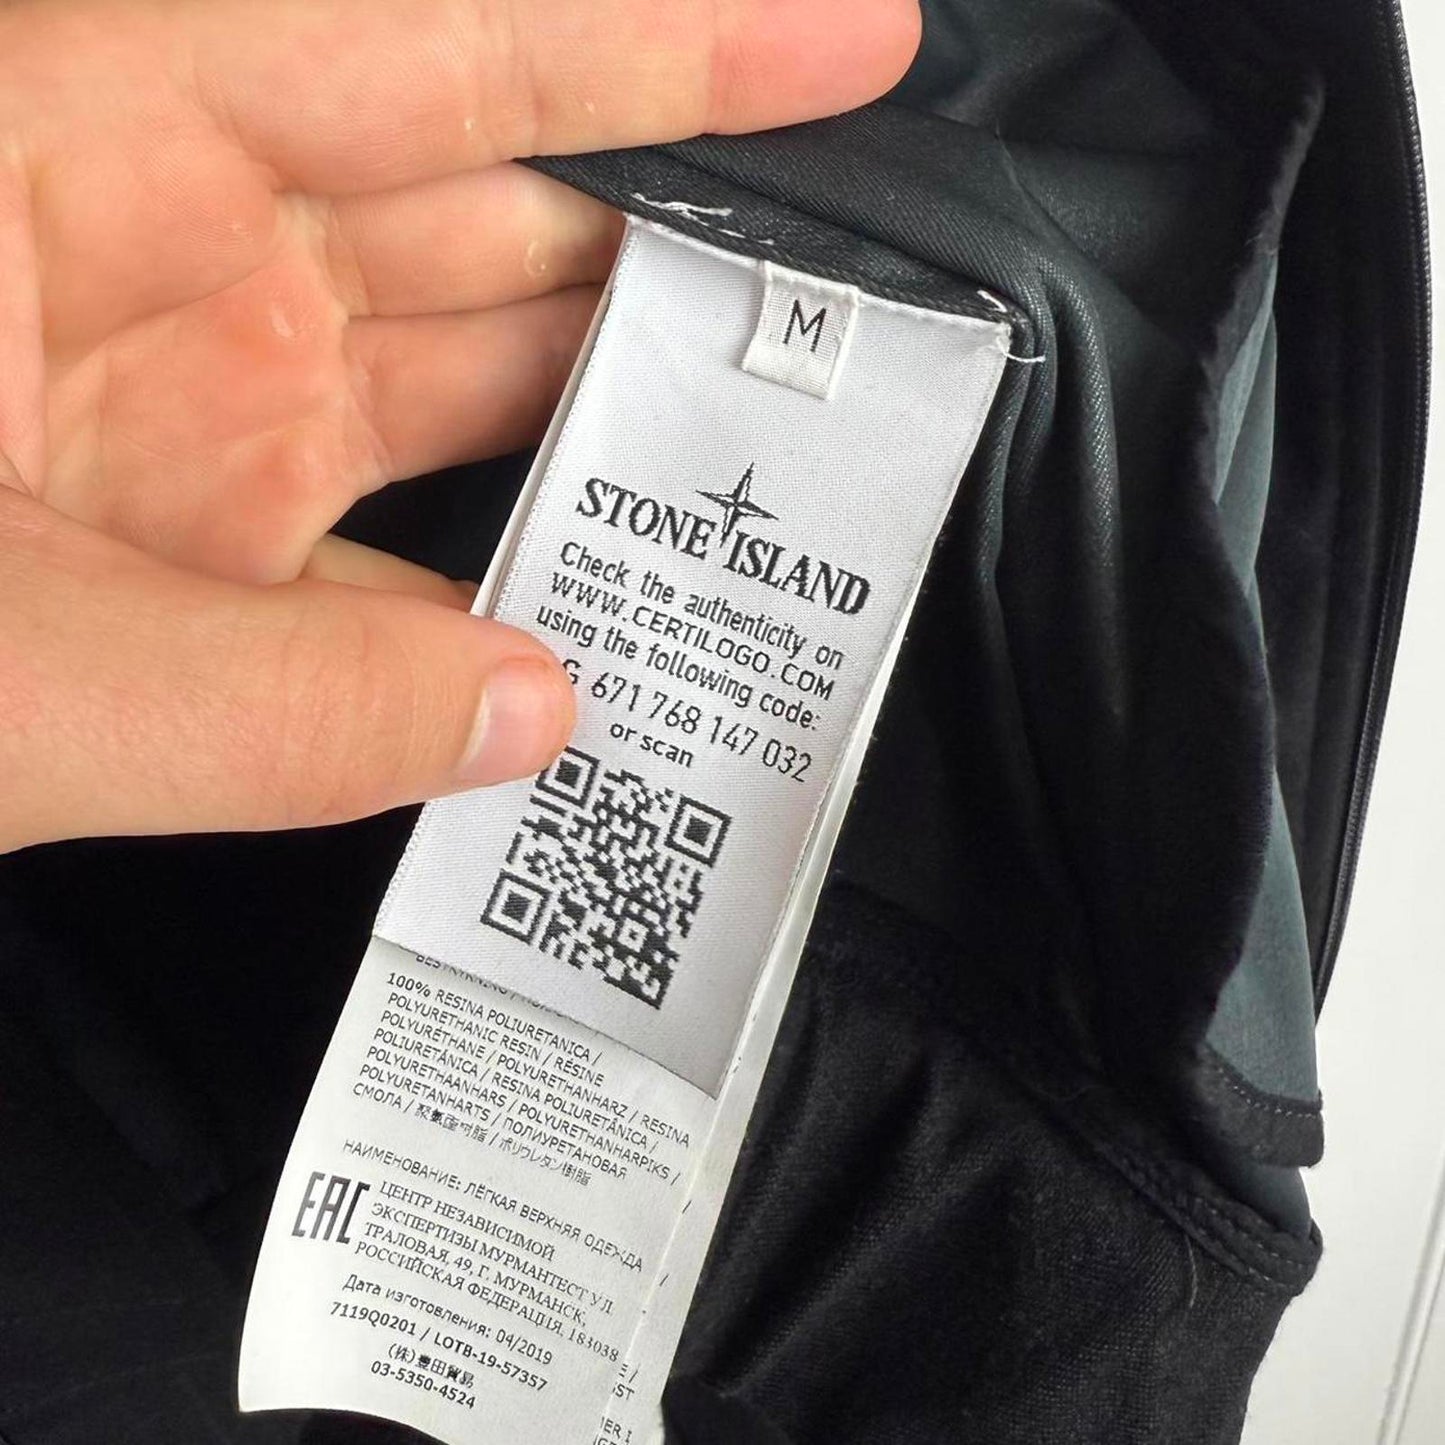 M
STONE ISLAND
Check the authenticity on
WWW.CERTILOGO.COM
using the following code:
671 768 147 032
or scan
100% RESINA POLIURETANICA /
POLYURETHANIC RESIN / RÉSINE
POLYURÉTHANE / POLYURETHANHARZ / RESINA
POLIURETÁNICA / RESINA POLIURETÂNICA /
POLYURETHAANHARS / POLYURETHANHARPIKS /
POLYURETANHARTS / ПОЛИУРЕТАНОВАЯ
СМОЛА / 聚氨酯树脂 / ポリウレタン樹脂
НАИМЕНОВАНИЕ: ЛЁГКАЯ ВЕРХНЯЯ ОДЕЖДА
EAC
ЦЕНТР НЕЗАВИСИМОЙ
ЭКСПЕРТИЗЫ МУРМАНТЕСТ УЛ.
ТРАЛОВАЯ, 49, Г. МУРМАНСК,
РОССИЙСКАЯ ФЕДЕРАЦИЯ, 183038
Дата изготовления: 04/2019
7119Q0201 / LOTB-19-57357
(株)豊田貿易
03-5350-4524